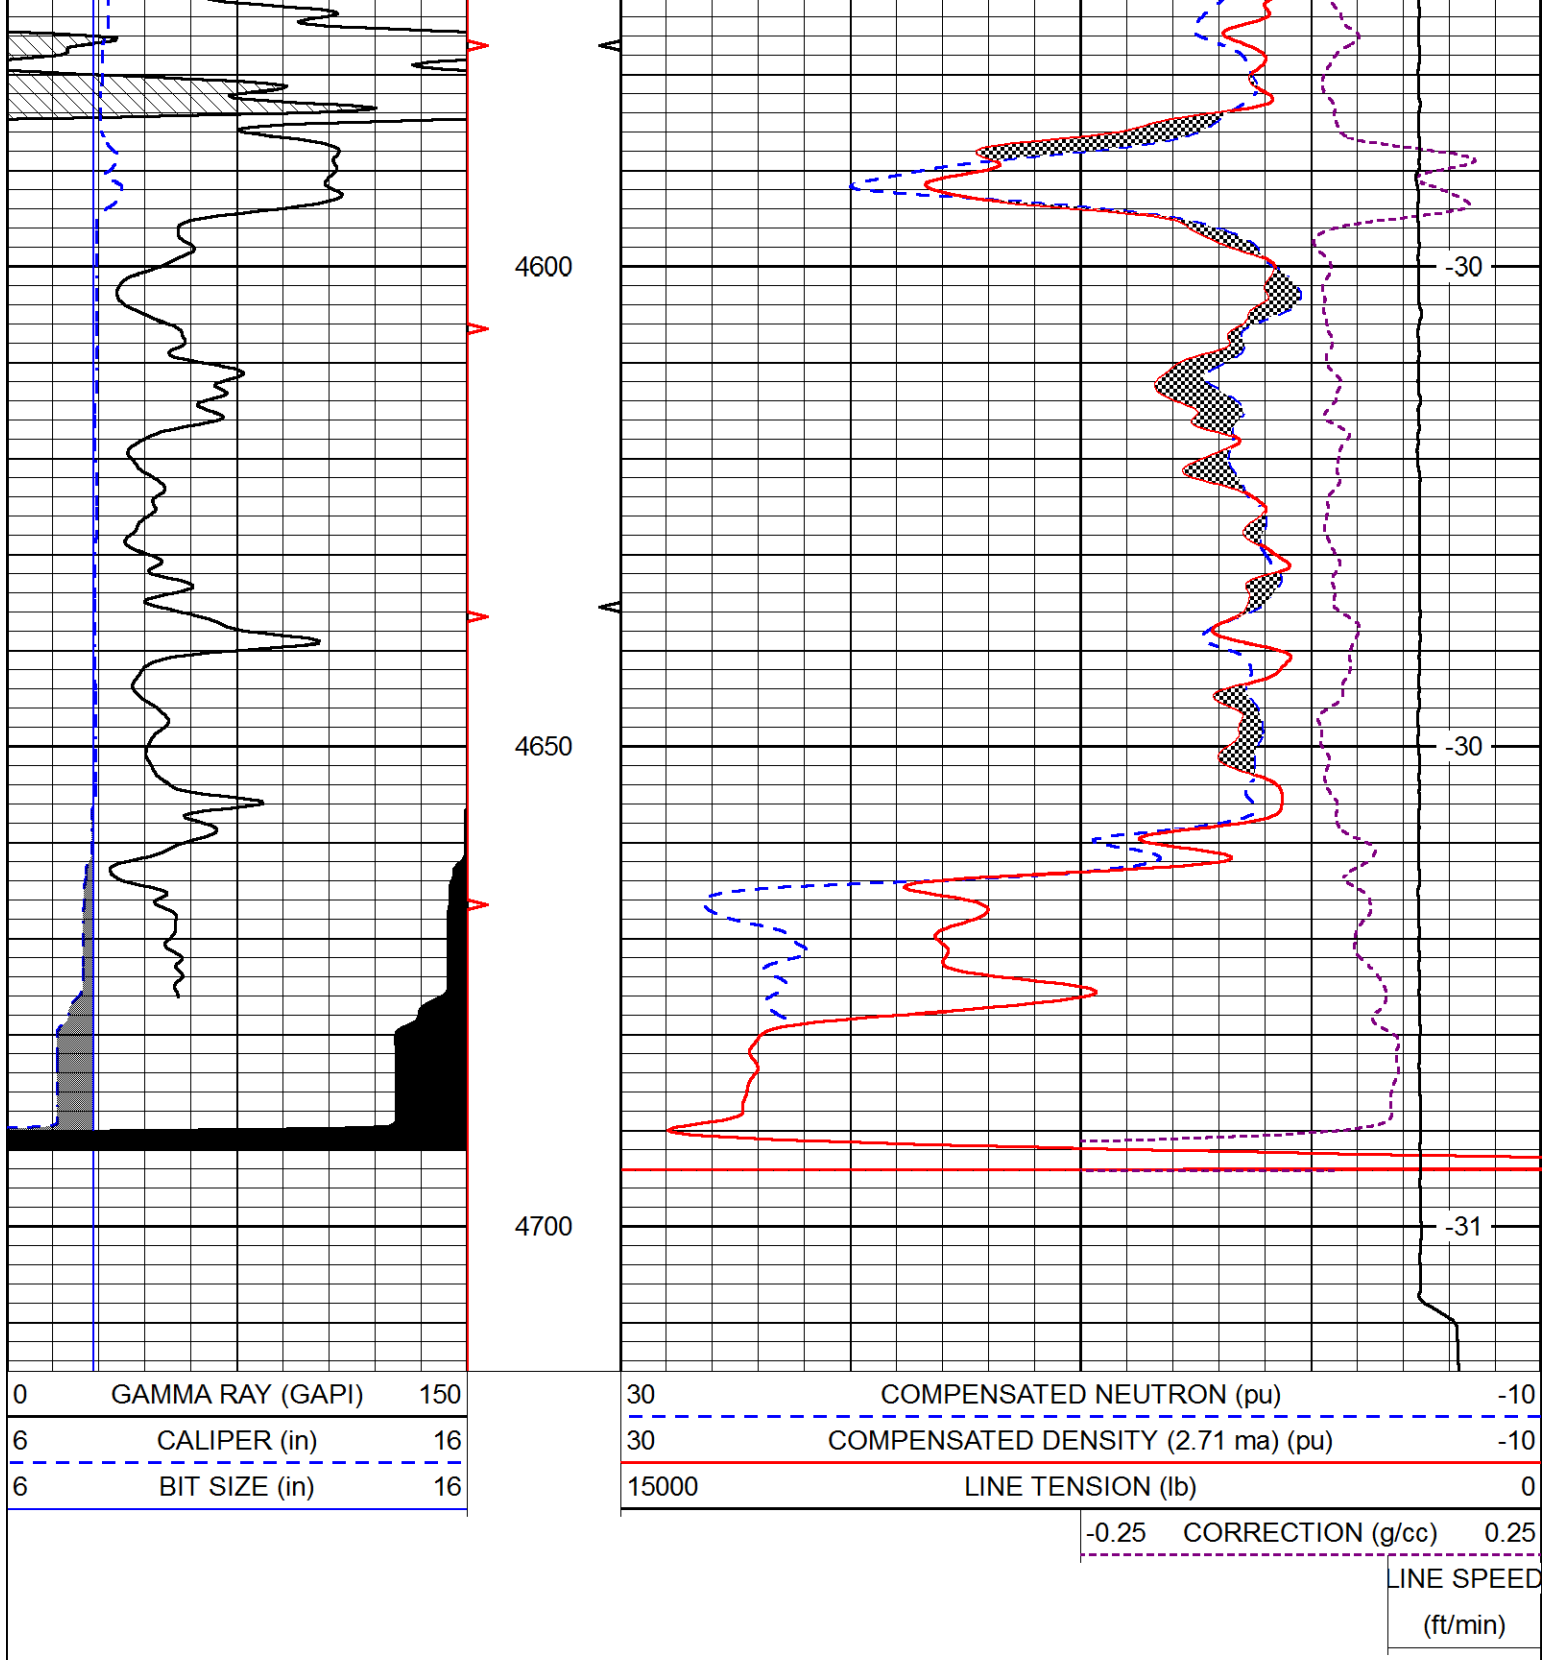 4600 -30
4650 -30
4700 -31
0 GAMMA RAY (GAPI) 150 30 COMPENSATED NEUTRON (pu) -10
6 CALIPER (in) 16 30 COMPENSATED DENSITY (2.71 ma) (pu) -10
6 BIT SIZE (in) 16 15000 LINE TENSION (lb) 0
-0.25 CORRECTION (g/cc) 0.25
LINE SPEED
(ft/min)